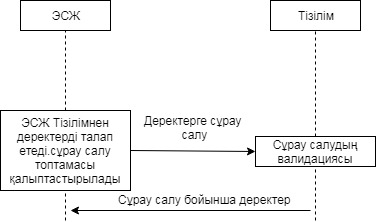 ЭСЖ
Тізілім
ЭСЖ Тізілімнен
деректерді талап
етеді.сұрау салу
топтамасы
қалыптастырылады
Деректерге сұрау
салу
Сұрау салудың
валидациясы
Сұрау салу бойынша деректер